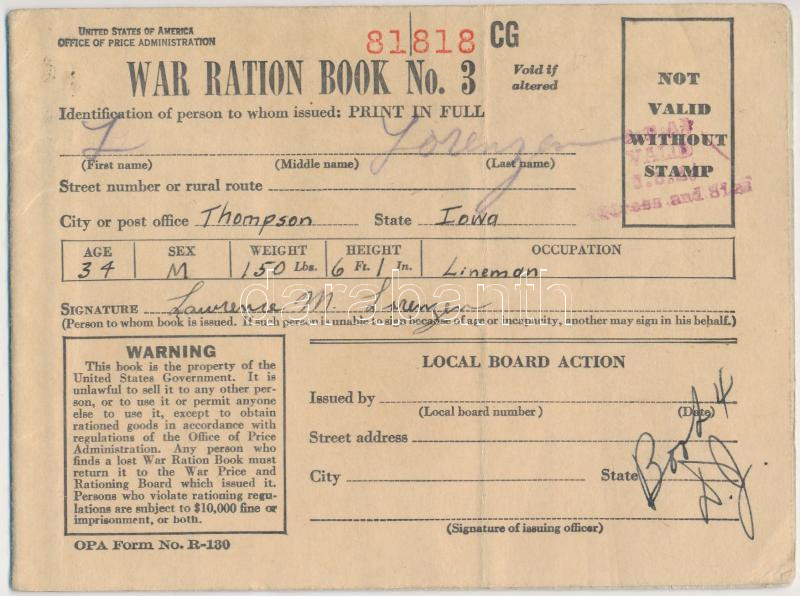 UNITED STATES OF AMERICA
OFFICE OF PRICE ADMINISTRATION
81818 CG
WAR RATION BOOK No. 3
Void if
altered
NOT
VALID
WITHOUT
STAMP
VALID
Identification of person to whom issued: PRINT IN FULL
L Lorenzen
(First name) (Middle name) (Last name)
Street number or rural route
City or post office Thompson State Iowa
AGE SEX WEIGHT HEIGHT OCCUPATION
34 M 150 Lbs. 6 Ft. 1 In. Lineman
SIGNATURE Lawrence M. Lorenzen
(Person to whom book is issued. If such person is unable to sign because of age or incapacity, another may sign in his behalf.)
darabanth
WARNING
This book is the property of the
United States Government. It is
unlawful to sell it to any other per-
son, or to use it or permit anyone
else to use it, except to obtain
rationed goods in accordance with
regulations of the Office of Price
Administration. Any person who
finds a lost War Ration Book must
return it to the War Price and
Rationing Board which issued it.
Persons who violate rationing regu-
lations are subject to $10,000 fine or
imprisonment, or both.
OPA Form No. R-130
LOCAL BOARD ACTION
Issued by
(Local board number) (Date)
Street address
City State
(Signature of issuing officer)